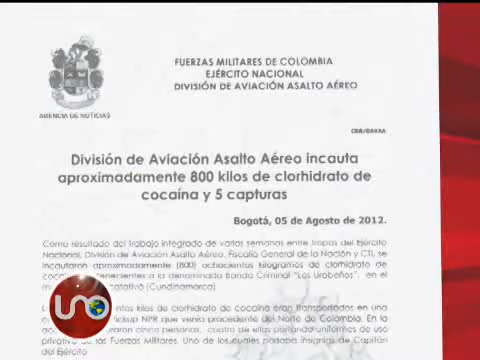 FUERZAS MILITARES DE COLOMBIA
EJÉRCITO NACIONAL
DIVISIÓN DE AVIACIÓN ASALTO AÉREO
AGENCIA DE NOTICIAS
CBR/DAVAA
División de Aviación Asalto Aéreo incauta
aproximadamente 800 kilos de clorhidrato de
cocaína y 5 capturas
Bogotá, 05 de Agosto de 2012.
Como resultado del trabajo integrado de varias semanas entre tropas del Ejército
Nacional, División de Aviación Asalto Aéreo, Fiscalía General de la Nación y CTI, se
incautaron aproximadamente (800) ochocientos kilogramos de clorhidrato de
a la denominada Banda Criminal "Los Urabeños", en el
(Cundinamarca)
kilos de clorhidrato de cocaína eran transportados en una
pickup NPR que venía procedente del Norte de Colombia. En la
cinco personas, cuatro de ellas portando uniformes de uso
privativo de las Fuerzas Militares. Uno de los cuales portaba insignias de Capitán
del Ejército
UNO